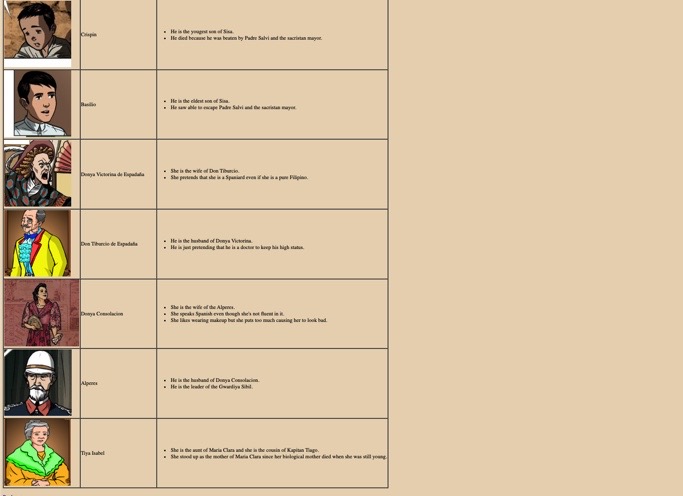 Crispin
He is the yougest son of Sisa.
He died because he was beaten by Padre Salvi and the sacristan mayor.
Basilio
He is the eldest son of Sisa.
He saw able to escape Padre Salvi and the sacristan mayor.
Donya Victorina de Espadaña
She is the wife of Don Tiburcio.
She pretends that she is a Spaniard even if she is a pure Filipino.
Don Tiburcio de Espadaña
He is the husband of Donya Victorina.
He is just pretending that he is a doctor to keep his high status.
Donya Consolacion
She is the wife of the Alperes.
She speaks Spanish even though she's not fluent in it.
She likes wearing makeup but she puts too much causing her to look bad.
Alperes
He is the husband of Donya Consolacion.
He is the leader of the Gwardiya Sibil.
Tiya Isabel
She is the aunt of Maria Clara and she is the cousin of Kapitan Tiago.
She stood up as the mother of Maria Clara since her biological mother died when she was still young.